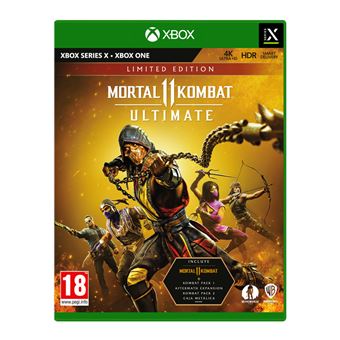 XBOX
XBOX SERIES X • XBOX ONE
4K
ULTRA HD
HDR
SMART
DELIVERY
X
LIMITED EDITION
MORTAL 11 KOMBAT
ULTIMATE
INCLUYE
MORTAL 11 KOMBAT
KOMBAT PACK 1
AFTERMATH EXPANSION
KOMBAT PACK 2
CAJA METÁLICA
18
www.pegi.info